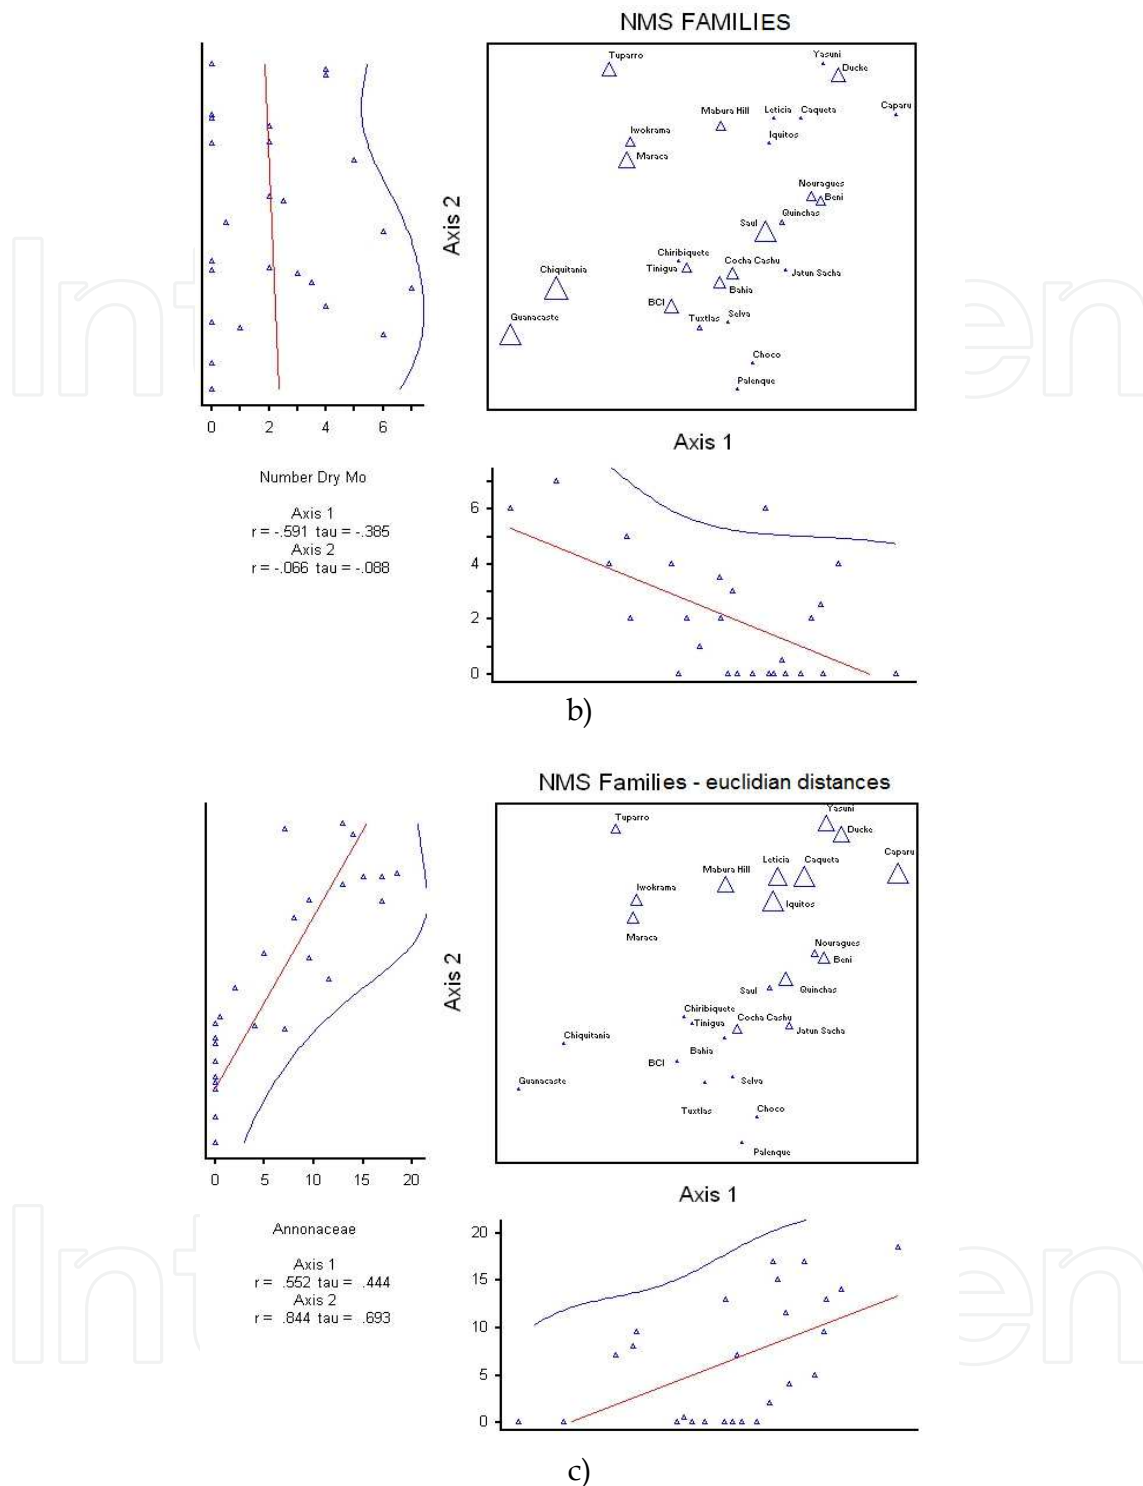 NMS FAMILIES
Tuparro
Yasuni
Ducke
Mabura Hill
Leticia
Caqueta
Caparu
Iwokrama
Iquitos
Maraca
Axis 2
Nouragues
Beni
Quinchas
Saul
Chiribiquete
Tinigua
Cocha Cashu
Jatun Sacha
Chiquitania
Bahia
BCI
Guanacaste
Tuxtlas
Selva
Choco
Palenque
0 2 4 6
Axis 1
Number Dry Mo
Axis 1
r = -.591 tau = -.385
Axis 2
r = -.066 tau = -.088
6
4
2
0
b)
NMS Families - euclidian distances
Tuparro
Yasuni
Ducke
Mabura Hill
Leticia
Caqueta
Caparu
Iwokrama
Iquitos
Maraca
Axis 2
Nouragues
Beni
Saul
Quinchas
Chiribiquete
Tinigua
Cocha Cashu
Jatun Sacha
Chiquitania
Bahia
BCI
Guanacaste
Selva
Tuxtlas
Choco
Palenque
0 5 10 15 20
Axis 1
Annonaceae
Axis 1
r = .552 tau = .444
Axis 2
r = .844 tau = .693
20
15
10
5
0
c)